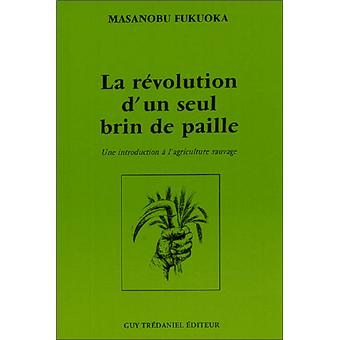 MASANOBU FUKUOKA
La révolution
d'un seul
brin de paille
Une introduction à l'agriculture sauvage
GUY TRÉDANIEL ÉDITEUR